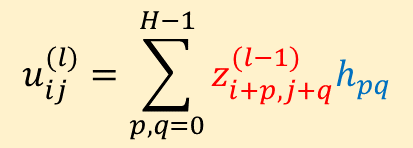 u_{ij}^{(l)} = \sum_{p,q=0}^{H-1} z_{i+p,j+q}^{(l-1)} h_{pq}